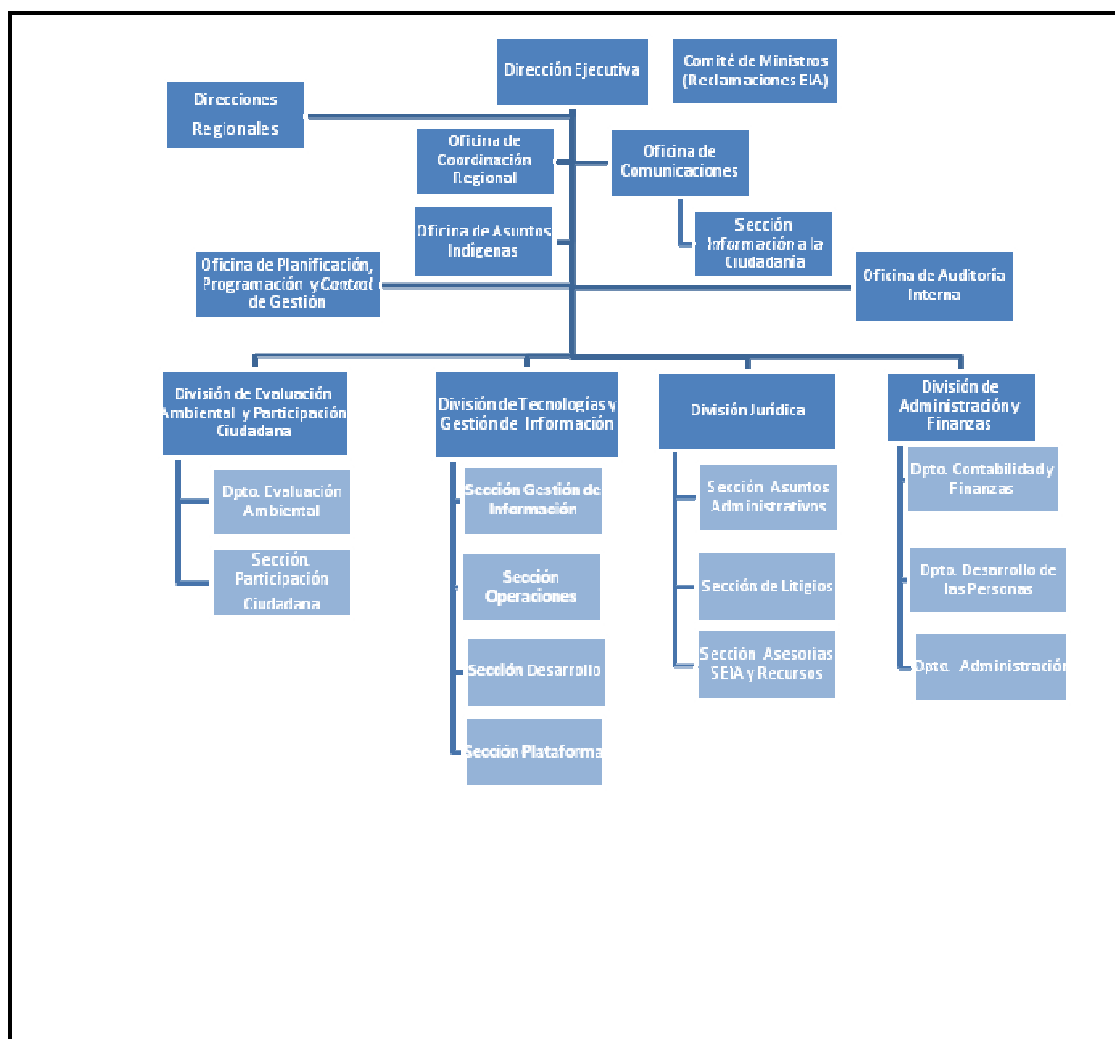 Dirección Ejecutiva
Comité de Ministros
(Reclamaciones EIA)
Direcciones
Regionales
Oficina de
Coordinación
Regional
Oficina de
Comunicaciones
Oficina de Asuntos
Indígenas
Sección
Información a la
Ciudadanía
Oficina de Planificación,
Programación y Control
de Gestión
Oficina de Auditoría
Interna
División de Evaluación
Ambiental y Participación
Ciudadana
División de Tecnologías y
Gestión de Información
División Jurídica
División de
Administración y
Finanzas
Dpto. Evaluación
Ambiental
Sección
Participación
Ciudadana
Sección Gestión de
Información
Sección
Operaciones
Sección Desarrollo
Sección Plataforma
Sección Asuntos
Administrativos
Sección de Litigios
Sección Asesorías
SEIA y Recursos
Dpto. Contabilidad y
Finanzas
Dpto. Desarrollo de
las Personas
Dpto. Administración